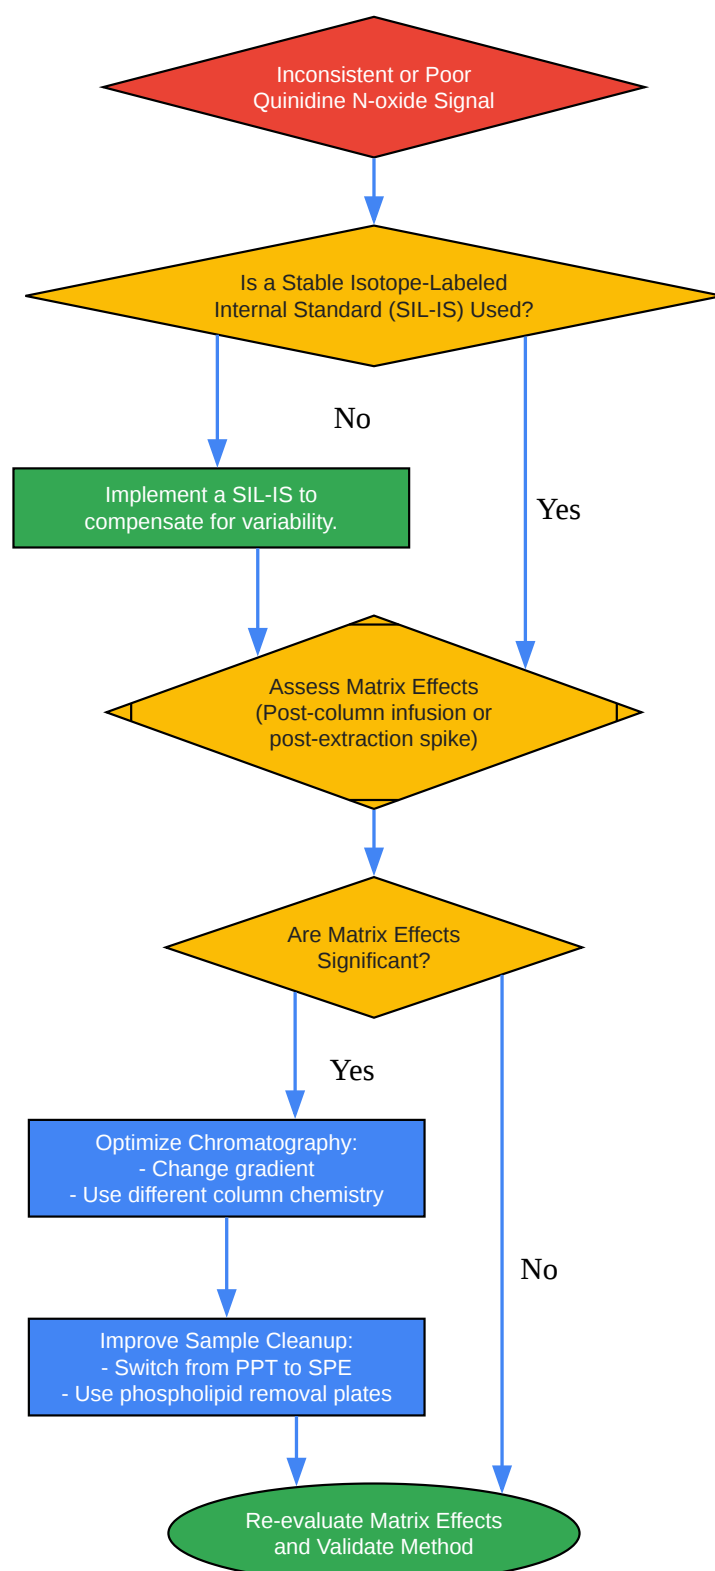 Inconsistent or Poor
Quinidine N-oxide Signal
Is a Stable Isotope-Labeled
Internal Standard (SIL-IS) Used?
No
Implement a SIL-IS to
compensate for variability.
Yes
Assess Matrix Effects
(Post-column infusion or
post-extraction spike)
Are Matrix Effects
Significant?
Yes
Optimize Chromatography:
- Change gradient
- Use different column chemistry
No
Improve Sample Cleanup:
- Switch from PPT to SPE
- Use phospholipid removal plates
Re-evaluate Matrix Effects
and Validate Method